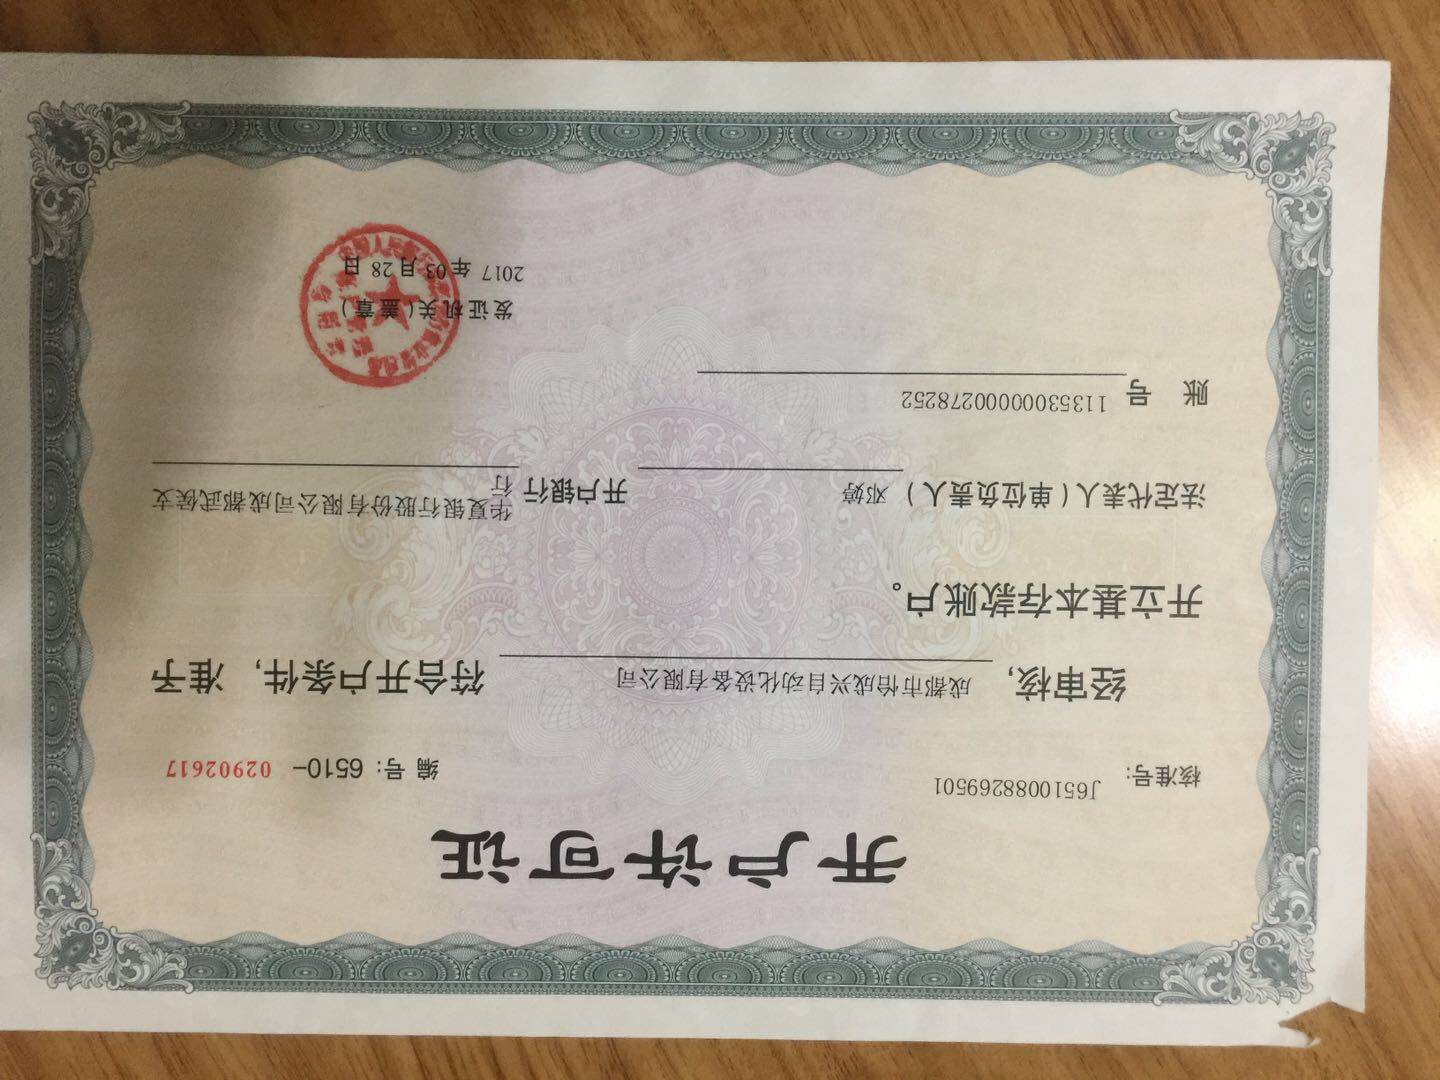 开户许可证
核准号：J6510088269501 编号：6510-02902617
经审核，成都市怡成兴自动化设备有限公司 符合开户条件，准予
开立基本存款账户。
法定代表人（单位负责人）邓婷 开户银行 华夏银行股份有限公司成都武侯支
行
账 号 11353000000278252
发证机关（盖章）
2017 年 03 月 28 日